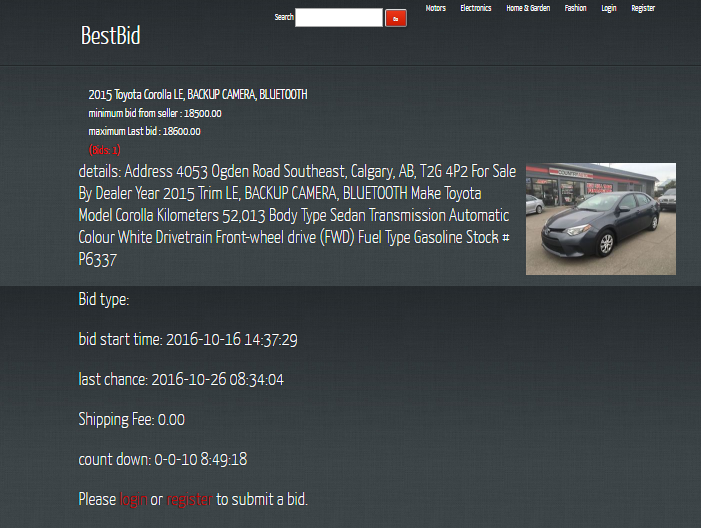 Search
Go
Motors Electronics Home & Garden Fashion Login Register
BestBid
2015 Toyota Corolla LE, BACKUP CAMERA, BLUETOOTH
minimum bid from seller : 18500.00
maximum Last bid : 18600.00
(Bids: 1)
details: Address 4053 Ogden Road Southeast, Calgary, AB, T2G 4P2 For Sale
By Dealer Year 2015 Trim LE, BACKUP CAMERA, BLUETOOTH Make Toyota
Model Corolla Kilometers 52,013 Body Type Sedan Transmission Automatic
Colour White Drivetrain Front-wheel drive (FWD) Fuel Type Gasoline Stock #
P6337
Bid type:
bid start time: 2016-10-16 14:37:29
last chance: 2016-10-26 08:34:04
Shipping Fee: 0.00
count down: 0-0-10 8:49:18
Please login or register to submit a bid.